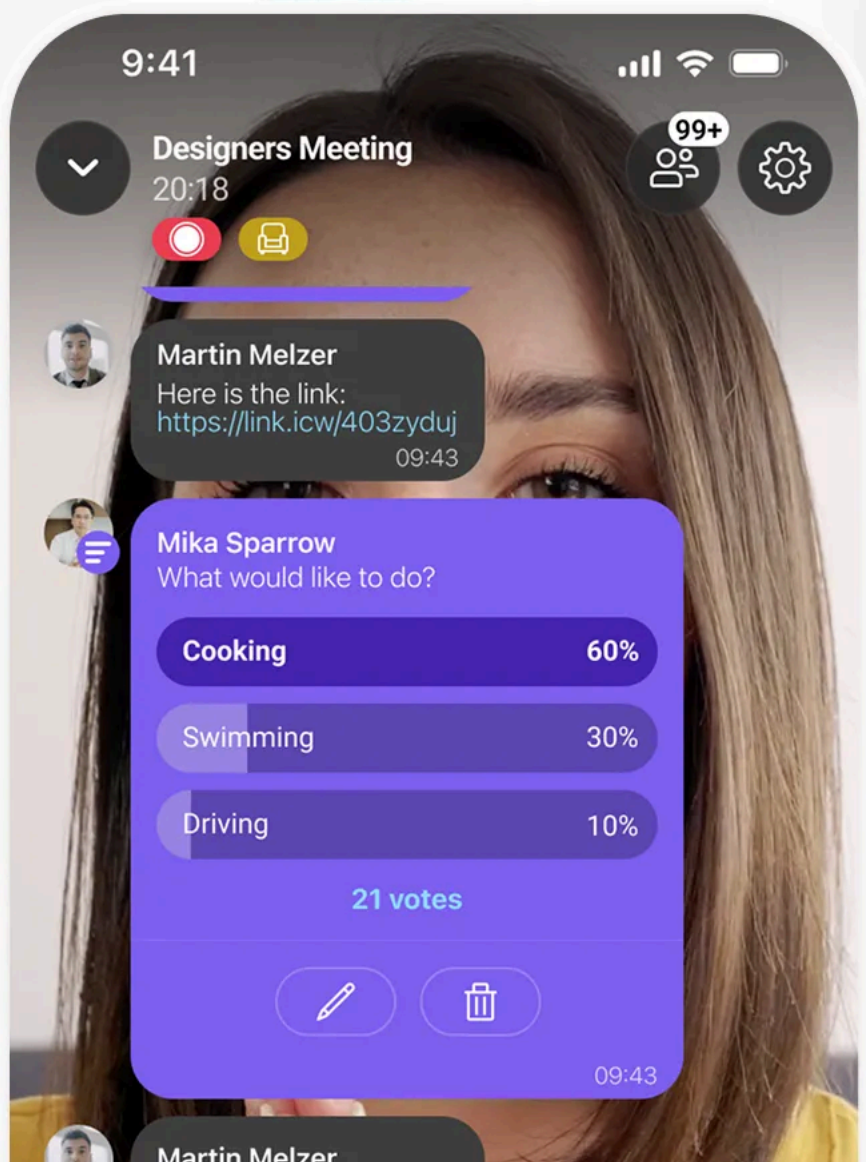 9:41
99+
Designers Meeting
20:18
Martin Melzer
Here is the link:
https://link.icw/403zyduj
09:43
Mika Sparrow
What would like to do?
Cooking 60%
Swimming 30%
Driving 10%
21 votes
09:43
Martin Melzer